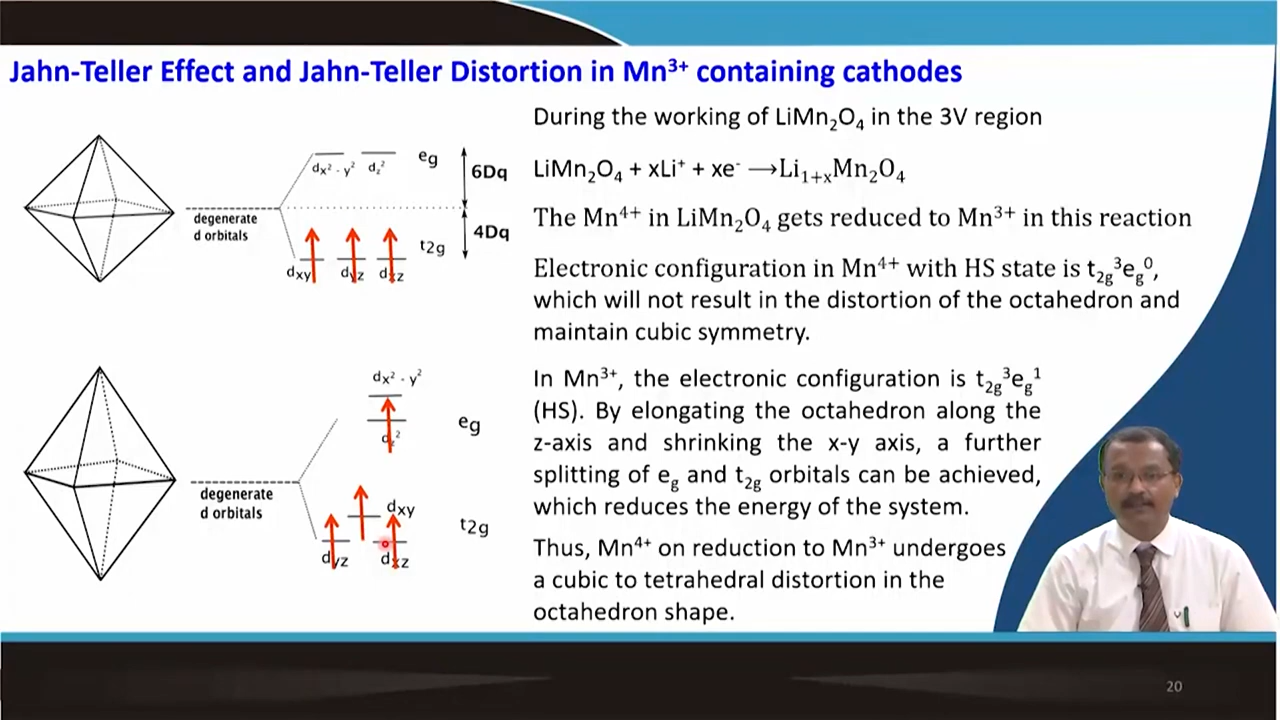 Jahn-Teller Effect and Jahn-Teller Distortion in Mn³⁺ containing cathodes
During the working of LiMn₂O₄ in the 3V region
LiMn₂O₄ + xLi⁺ + xe⁻ ⟶Li₁₊ₓMn₂O₄
The Mn⁴⁺ in LiMn₂O₄ gets reduced to Mn³⁺ in this reaction
Electronic configuration in Mn⁴⁺ with HS state is t₂g³eg⁰,
which will not result in the distortion of the octahedron and
maintain cubic symmetry.
degenerate
d orbitals
dx² - y² dz²
eg
6Dq
4Dq
t2g
dxy dyz dxz
In Mn³⁺, the electronic configuration is t₂g³eg¹
(HS). By elongating the octahedron along the
z-axis and shrinking the x-y axis, a further
splitting of eg and t₂g orbitals can be achieved,
which reduces the energy of the system.
Thus, Mn⁴⁺ on reduction to Mn³⁺ undergoes
a cubic to tetrahedral distortion in the
octahedron shape.
degenerate
d orbitals
dx² - y²
dz²
eg
dxy
t2g
dyz dxz
20